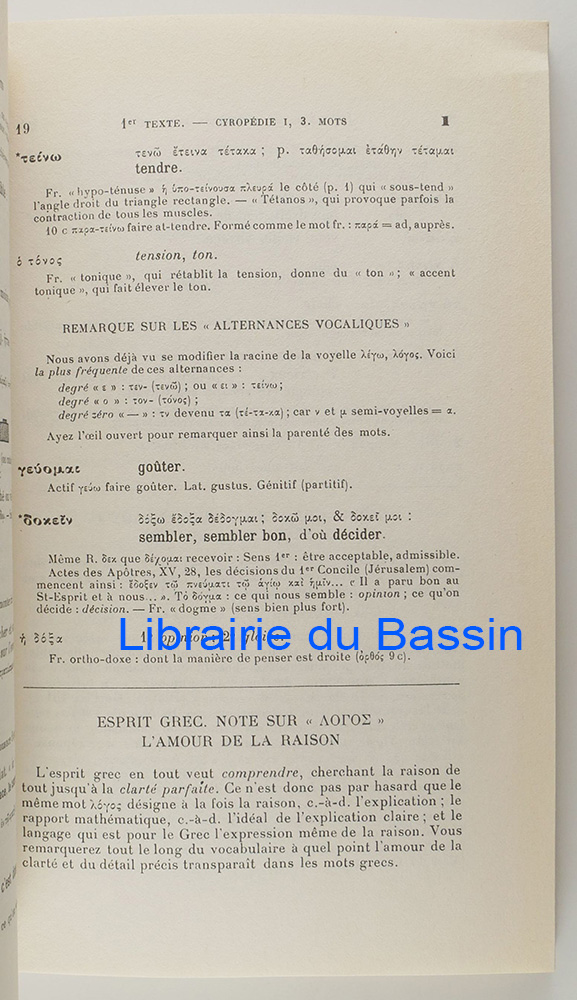 19 1er TEXTE. — CYROPÉDIE I, 3. MOTS I
*τείνω τενῶ ἔτεινα τέτακα ; p. ταθήσομαι ἐτάθην τέταμαι
tendre.
Fr. « hypo-ténuse » ἡ ὑπο-τείνουσα πλευρά le côté (p. 1) qui « sous-tend »
l'angle droit du triangle rectangle. — « Tétanos », qui provoque parfois la
contraction de tous les muscles.
10 c παρα-τείνω faire at-tendre. Formé comme le mot fr. : παρά = ad, auprès.
ὁ τόνος tension, ton.
Fr. « tonique », qui rétablit la tension, donne du « ton » ; « accent
tonique », qui fait élever le ton.
REMARQUE SUR LES « ALTERNANCES VOCALIQUES »
Nous avons déjà vu se modifier la racine de la voyelle λέγω, λόγος. Voici
la plus fréquente de ces alternances :
degré « ε » : τεν- (τενῶ) ; ou « ει » : τείνω ;
degré « ο » : τον- (τόνος) ;
degré zéro « — » : τν devenu τα (τέ-τα-κα) ; car ν et μ semi-voyelles = α.
Ayez l'œil ouvert pour remarquer ainsi la parenté des mots.
γεύομαι goûter.
Actif γεύω faire goûter. Lat. gustus. Génitif (partitif).
*δοκεῖν δόξω ἔδοξα δέδογμαι ; δοκῶ μοι, & δοκεῖ μοι :
sembler, sembler bon, d'où décider.
Même R. δεκ que δέχομαι recevoir : Sens 1er : être acceptable, admissible.
Actes des Apôtres, XV, 28, les décisions du 1er Concile (Jérusalem) com-
mencent ainsi : ἔδοξεν τῷ πνεύματι τῷ ἁγίῳ καὶ ἡμῖν... « Il a paru bon au
St-Esprit et à nous... ». Τὸ δόγμα : ce qui nous semble : opinion ; ce qu'on
décide : décision. — Fr. « dogme » (sens bien plus fort).
ἡ δόξα
Librairie du Bassin
Fr. ortho-doxe : dont la manière de penser est droite (ὀρθός 9 c).
ESPRIT GREC. NOTE SUR « ΛΟΓΟΣ »
L'AMOUR DE LA RAISON
L'esprit grec en tout veut comprendre, cherchant la raison de
tout jusqu'à la clarté parfaite. Ce n'est donc pas par hasard que le
même mot λόγος désigne à la fois la raison, c.-à-d. l'explication ; le
rapport mathématique, c.-à-d. l'idéal de l'explication claire ; et le
langage qui est pour le Grec l'expression même de la raison. Vous
remarquerez tout le long du vocabulaire à quel point l'amour de la
clarté et du détail précis transparaît dans les mots grecs.